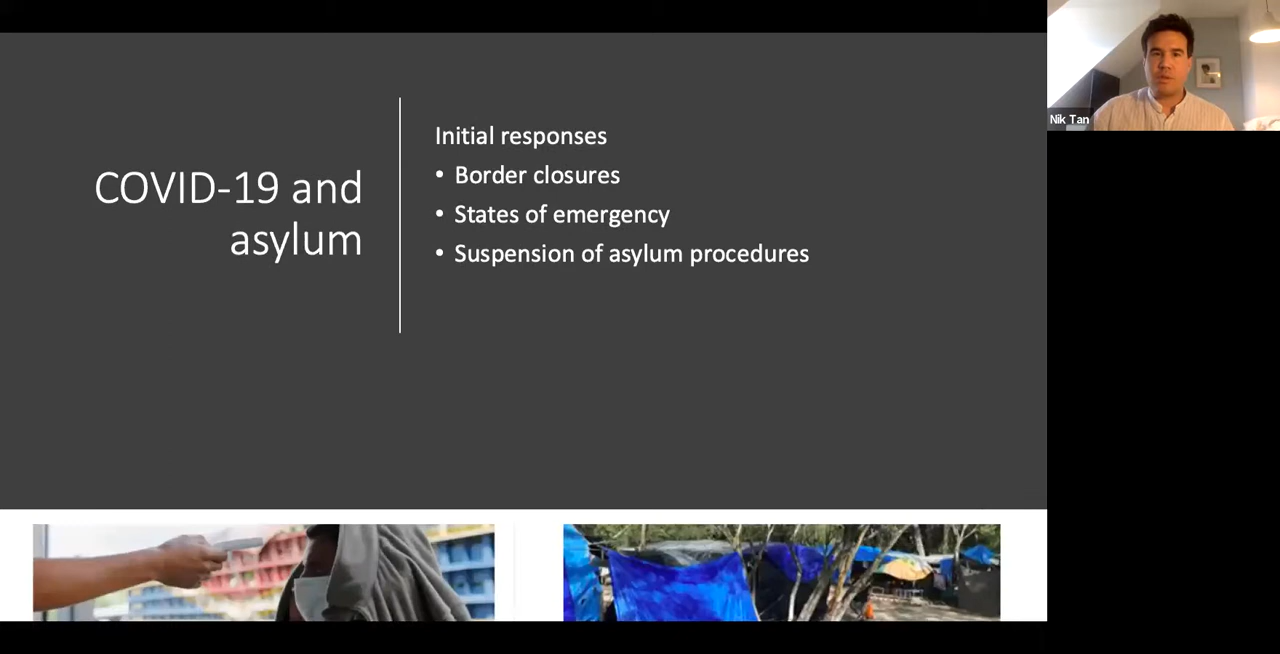 COVID-19 and
asylum
Initial responses
• Border closures
• States of emergency
• Suspension of asylum procedures
Nik Tan